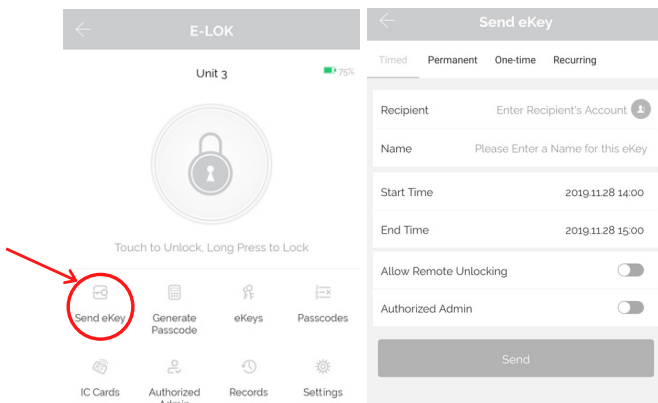 E-LOK
Unit 3
75%
Touch to Unlock, Long Press to Lock
Send eKey
Generate
Passcode
eKeys
Passcodes
IC Cards
Authorized
Admin
Records
Settings
Send eKey
Timed Permanent One-time Recurring
Recipient Enter Recipient's Account
Name Please Enter a Name for this eKey
Start Time 2019.11.28 14:00
End Time 2019.11.28 15:00
Allow Remote Unlocking
Authorized Admin
Send